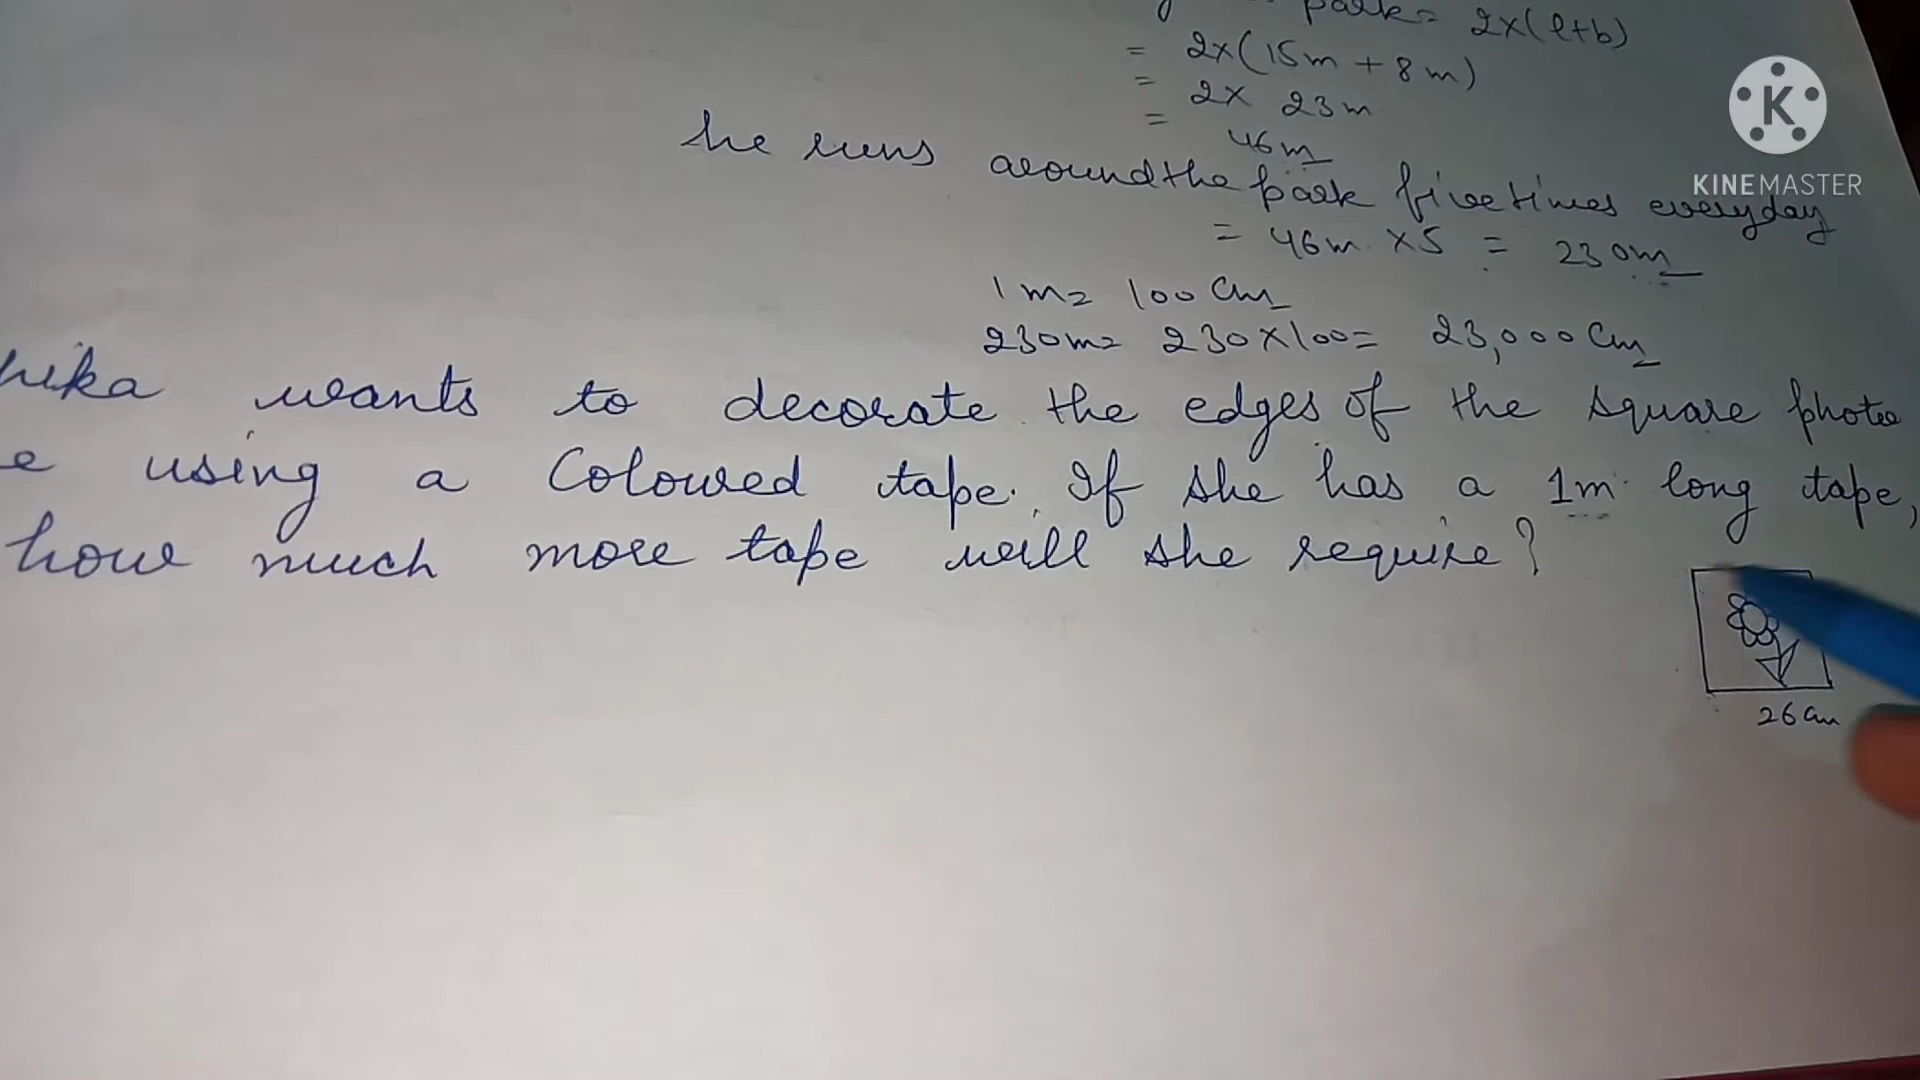 park = 2x(l+b)
= 2x(15m + 8m)
= 2x 23m
= 46m
KINEMASTER
he runs around the park five times everyday
= 46m x5 = 230m
1m= 100 cm
230m= 230x100= 23,000 cm
hika wants to decorate the edges of the square photo
e using a Coloured tape. If she has a 1m long tape,
how much more tape will she require?
26 cm